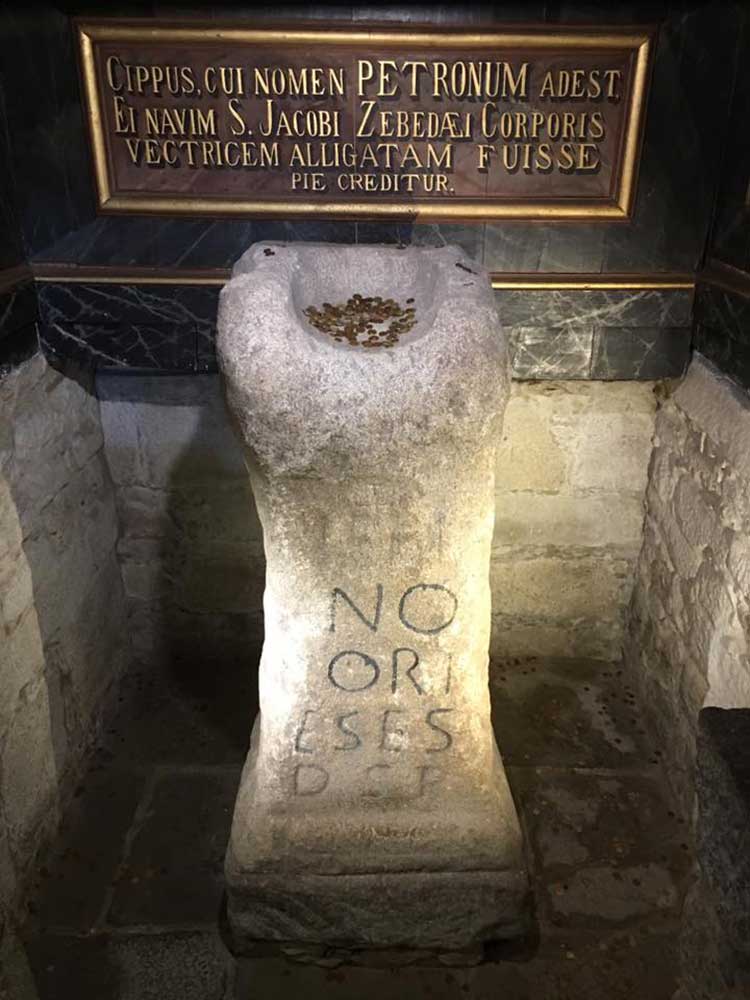 CIPPUS, CUI NOMEN PETRONUM ADEST,
EI NAVIM S. JACOBI ZEBEDÆI CORPORIS
VECTRICEM ALLIGATAM FUISSE
PIE CREDITUR.
NO
ORI
ESES
D S P